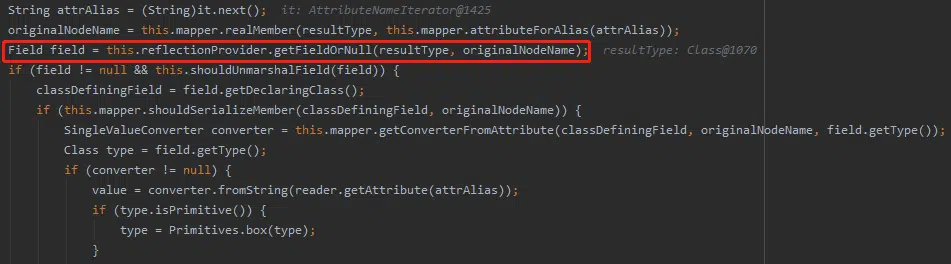 String attrAlias = (String)it.next();  it: AttributeNameIterator@1425
originalNodeName = this.mapper.realMember(resultType, this.mapper.attributeForAlias(attrAlias));
Field field = this.reflectionProvider.getFieldOrNull(resultType, originalNodeName);  resultType: Class@1070
if (field != null && this.shouldUnmarshalField(field)) {
classDefiningField = field.getDeclaringClass();
if (this.mapper.shouldSerializeMember(classDefiningField, originalNodeName)) {
SingleValueConverter converter = this.mapper.getConverterFromAttribute(classDefiningField, originalNodeName, field.getType());
Class type = field.getType();
if (converter != null) {
value = converter.fromString(reader.getAttribute(attrAlias));
if (type.isPrimitive()) {
type = Primitives.box(type);
}